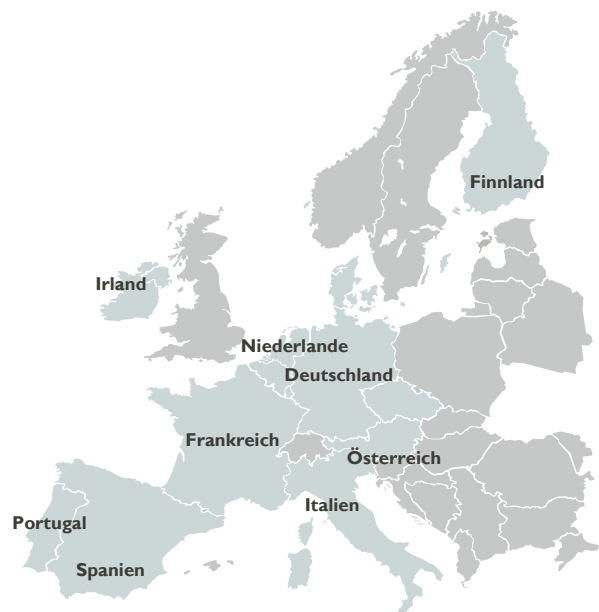 Finnland
Irland
Niederlande
Deutschland
Frankreich
Österreich
Italien
Portugal
Spanien